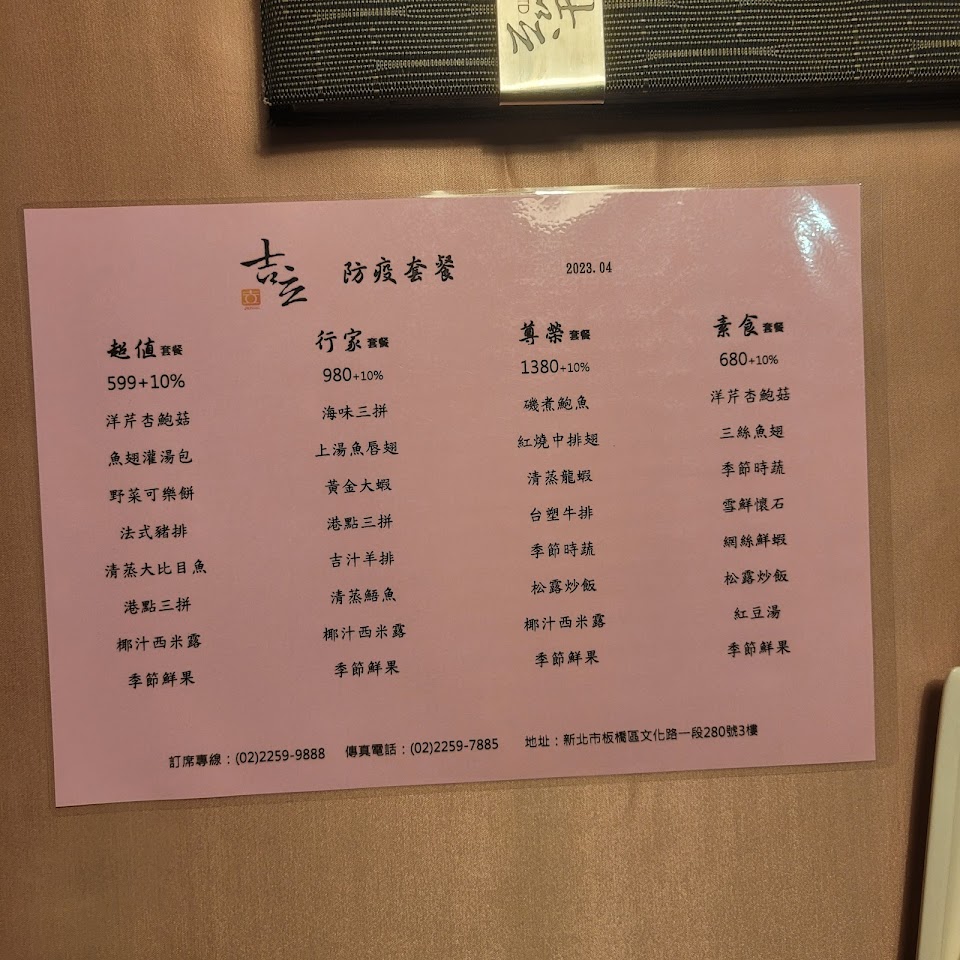 吉立 防疫套餐 2023.04
超值套餐
599+10%
洋芹杏鮑菇
魚翅灌湯包
野菜可樂餅
法式豬排
清蒸大比目魚
港點三拼
椰汁西米露
季節鮮果
行家套餐
980+10%
海味三拼
上湯魚唇翅
黃金大蝦
港點三拼
吉汁羊排
清蒸鰡魚
椰汁西米露
季節鮮果
尊榮套餐
1380+10%
磯煮鮑魚
紅燒中排翅
清蒸龍蝦
台塑牛排
季節時蔬
松露炒飯
椰汁西米露
季節鮮果
素食套餐
680+10%
洋芹杏鮑菇
三絲魚翅
季節時蔬
雪鮮懷石
網絲鮮蝦
松露炒飯
紅豆湯
季節鮮果
訂席專線：(02)2259-9888 傳真電話：(02)2259-7885 地址：新北市板橋區文化路一段280號3樓